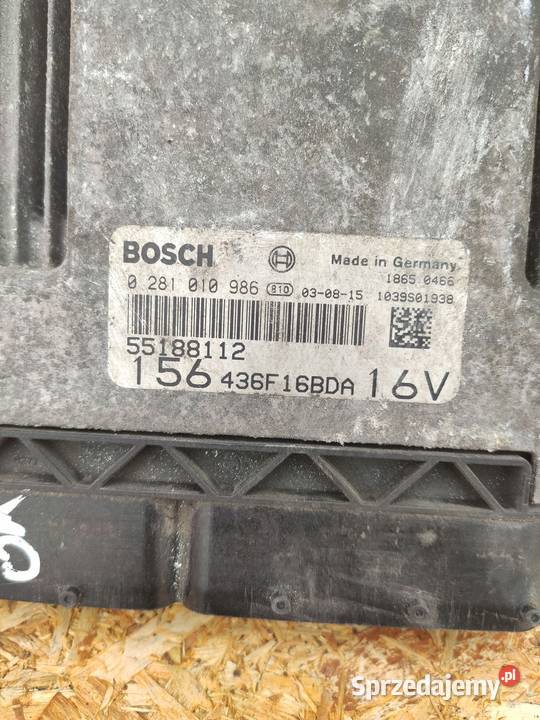 BOSCH
Made in Germany
1865 0466
0 281 010 986 810 03-08-15 1039S01938
55188112
156 436F16BDA 16V
Sprzedajemy.pl